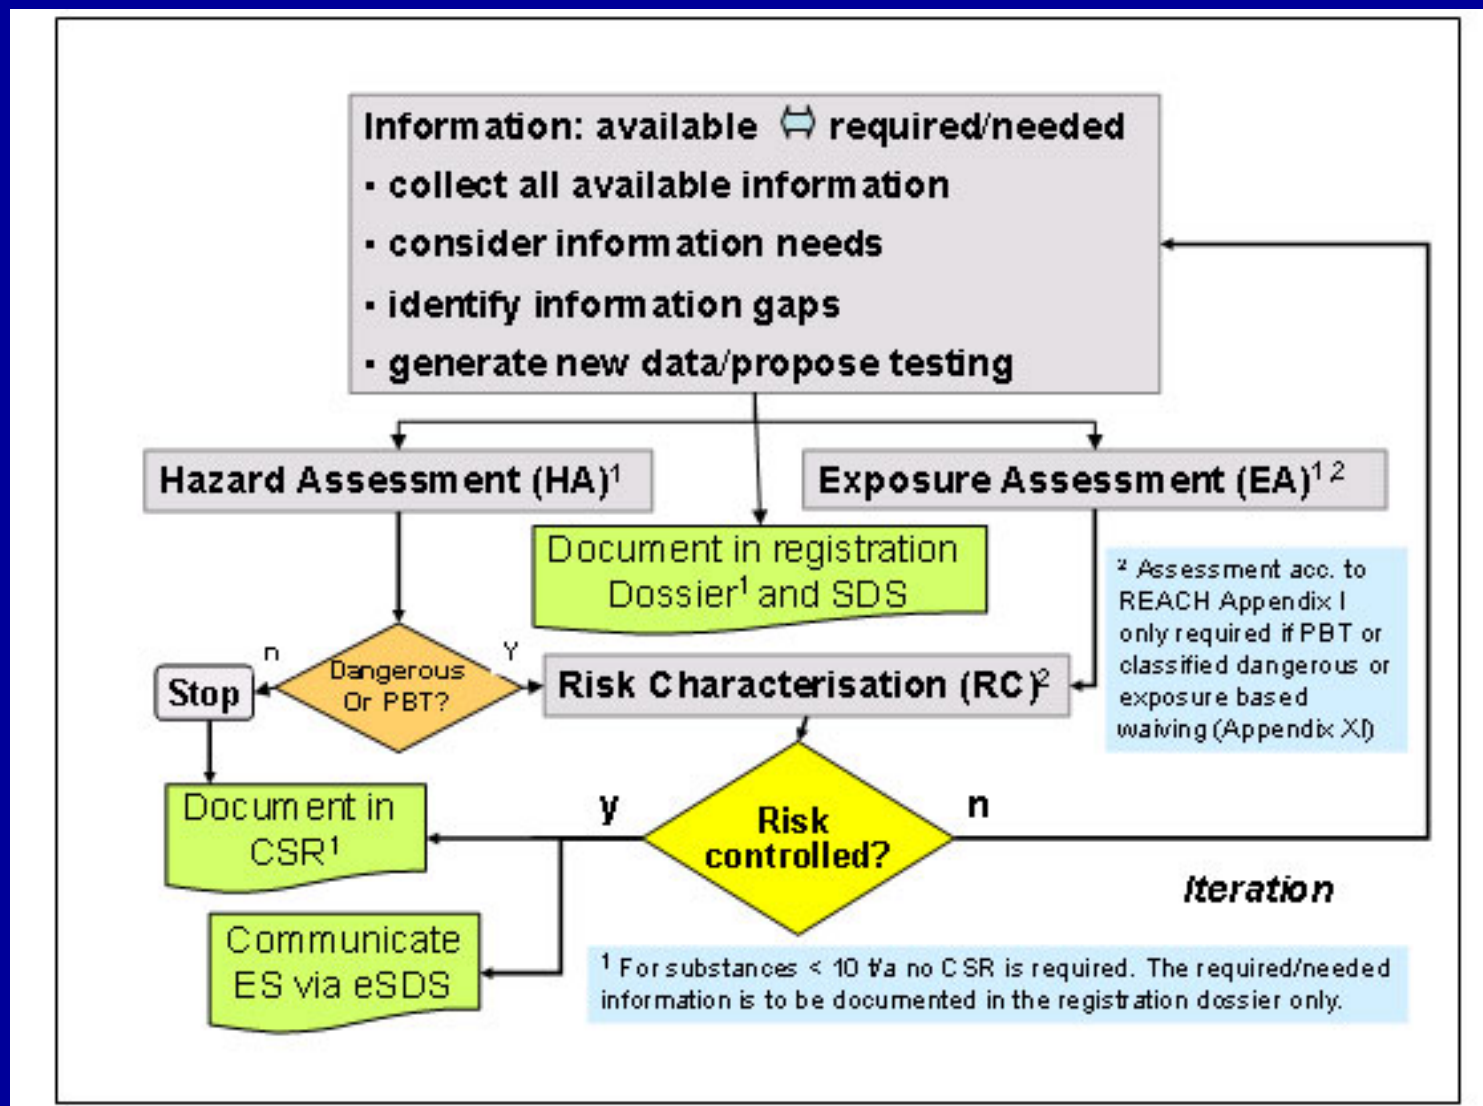 Information: available ⇔ required/needed
▪ collect all available information
▪ consider information needs
▪ identify information gaps
▪ generate new data/propose testing
Hazard Assessment (HA)¹
Exposure Assessment (EA)¹,²
Document in registration
Dossier¹ and SDS
² Assessment acc. to
REACH Appendix I
only required if PBT or
classified dangerous or
exposure based
waiving (Appendix XI)
n
Dangerous
Or PBT?
Y
Stop
Risk Characterisation (RC)²
Document in
CSR¹
y
Risk
controlled?
n
Iteration
Communicate
ES via eSDS
¹ For substances < 10 t/a no CSR is required. The required/needed
information is to be documented in the registration dossier only.